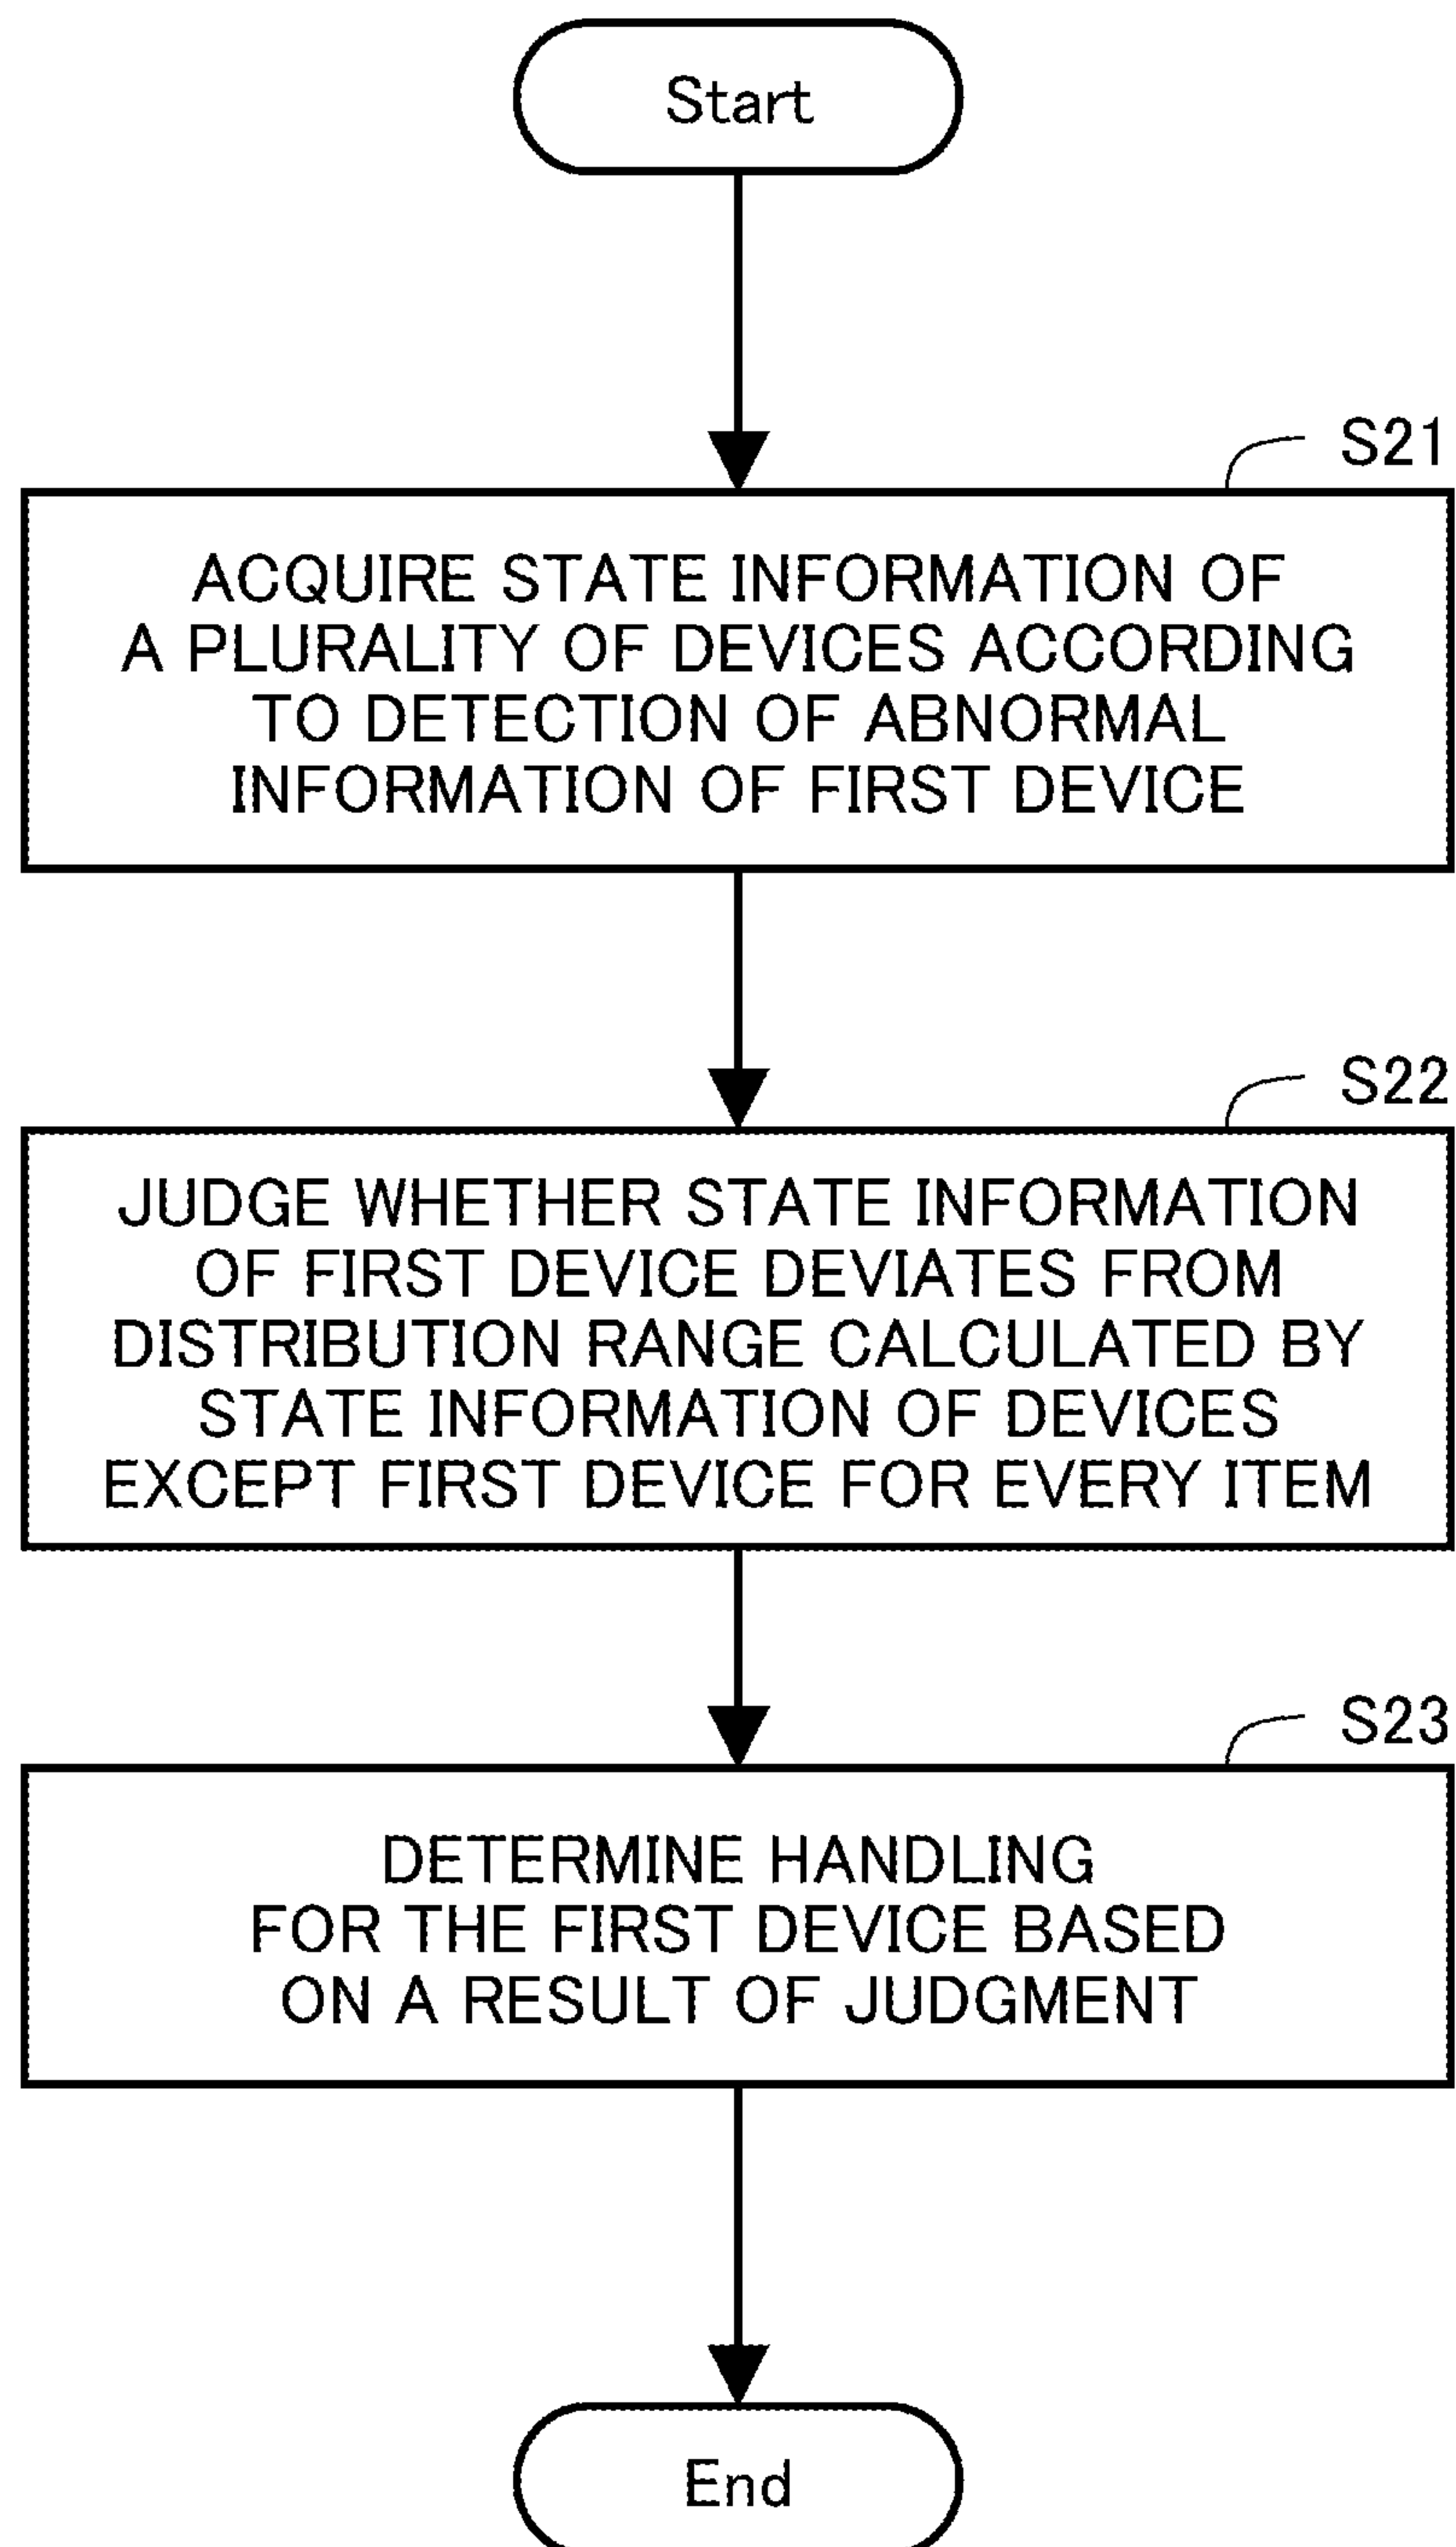 Start
S21
ACQUIRE STATE INFORMATION OF
A PLURALITY OF DEVICES ACCORDING
TO DETECTION OF ABNORMAL
INFORMATION OF FIRST DEVICE
S22
JUDGE WHETHER STATE INFORMATION
OF FIRST DEVICE DEVIATES FROM
DISTRIBUTION RANGE CALCULATED BY
STATE INFORMATION OF DEVICES
EXCEPT FIRST DEVICE FOR EVERY ITEM
S23
DETERMINE HANDLING
FOR THE FIRST DEVICE BASED
ON A RESULT OF JUDGMENT
End